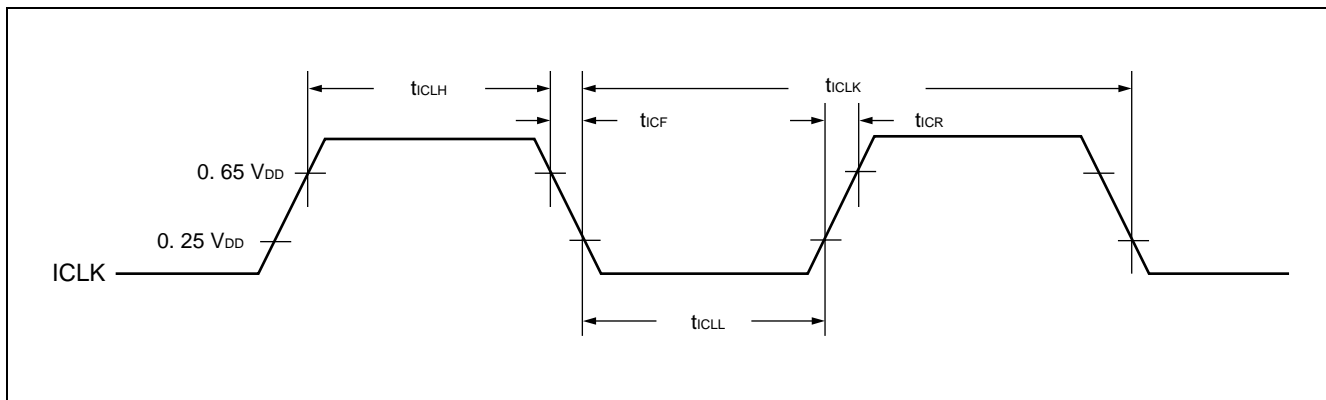 tICLH
tICLK
tICF
tICR
0. 65 VDD
0. 25 VDD
ICLK
tICLL